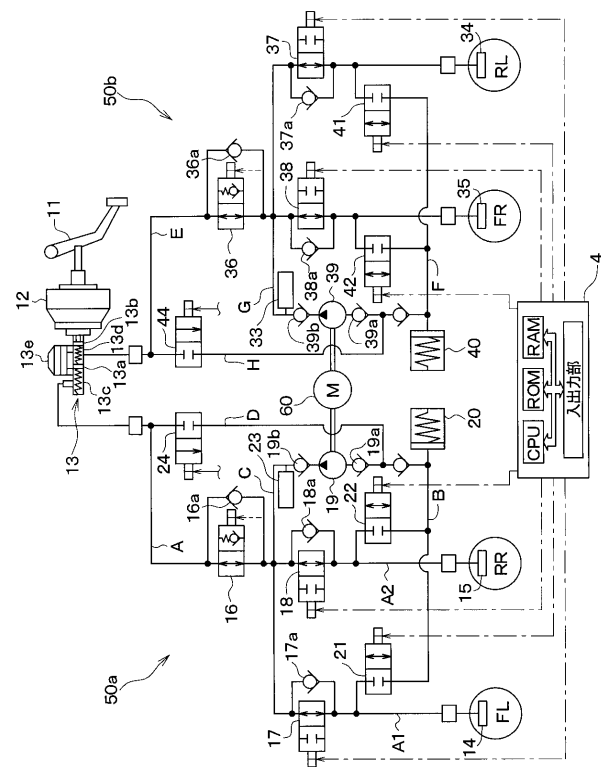 50a
50b
11
12
13
13a
13b
13c
13d
13e
A
E
44
24
H
D
G
C
36
36a
16
16a
33
23
39b
19b
39
19
39a
19a
60
M
40
20
37
37a
38
38a
17
17a
18
18a
41
42
21
22
F
B
A1
A2
34
RL
35
FR
15
RR
14
FL
4
CPU
ROM
RAM
入出力部